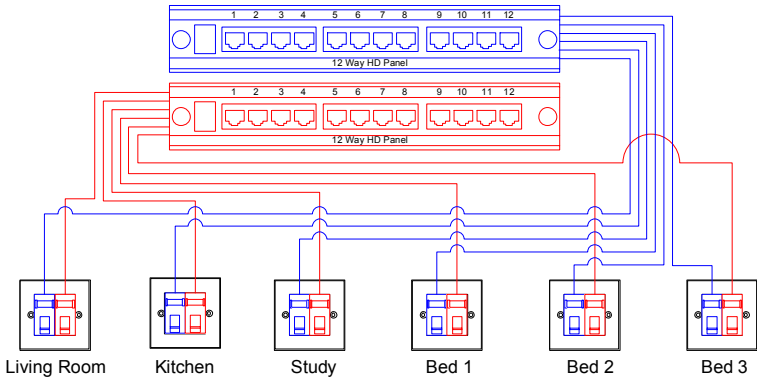 1 2 3 4 5 6 7 8 9 10 11 12
12 Way HD Panel
1 2 3 4 5 6 7 8 9 10 11 12
12 Way HD Panel
Living Room Kitchen Study Bed 1 Bed 2 Bed 3